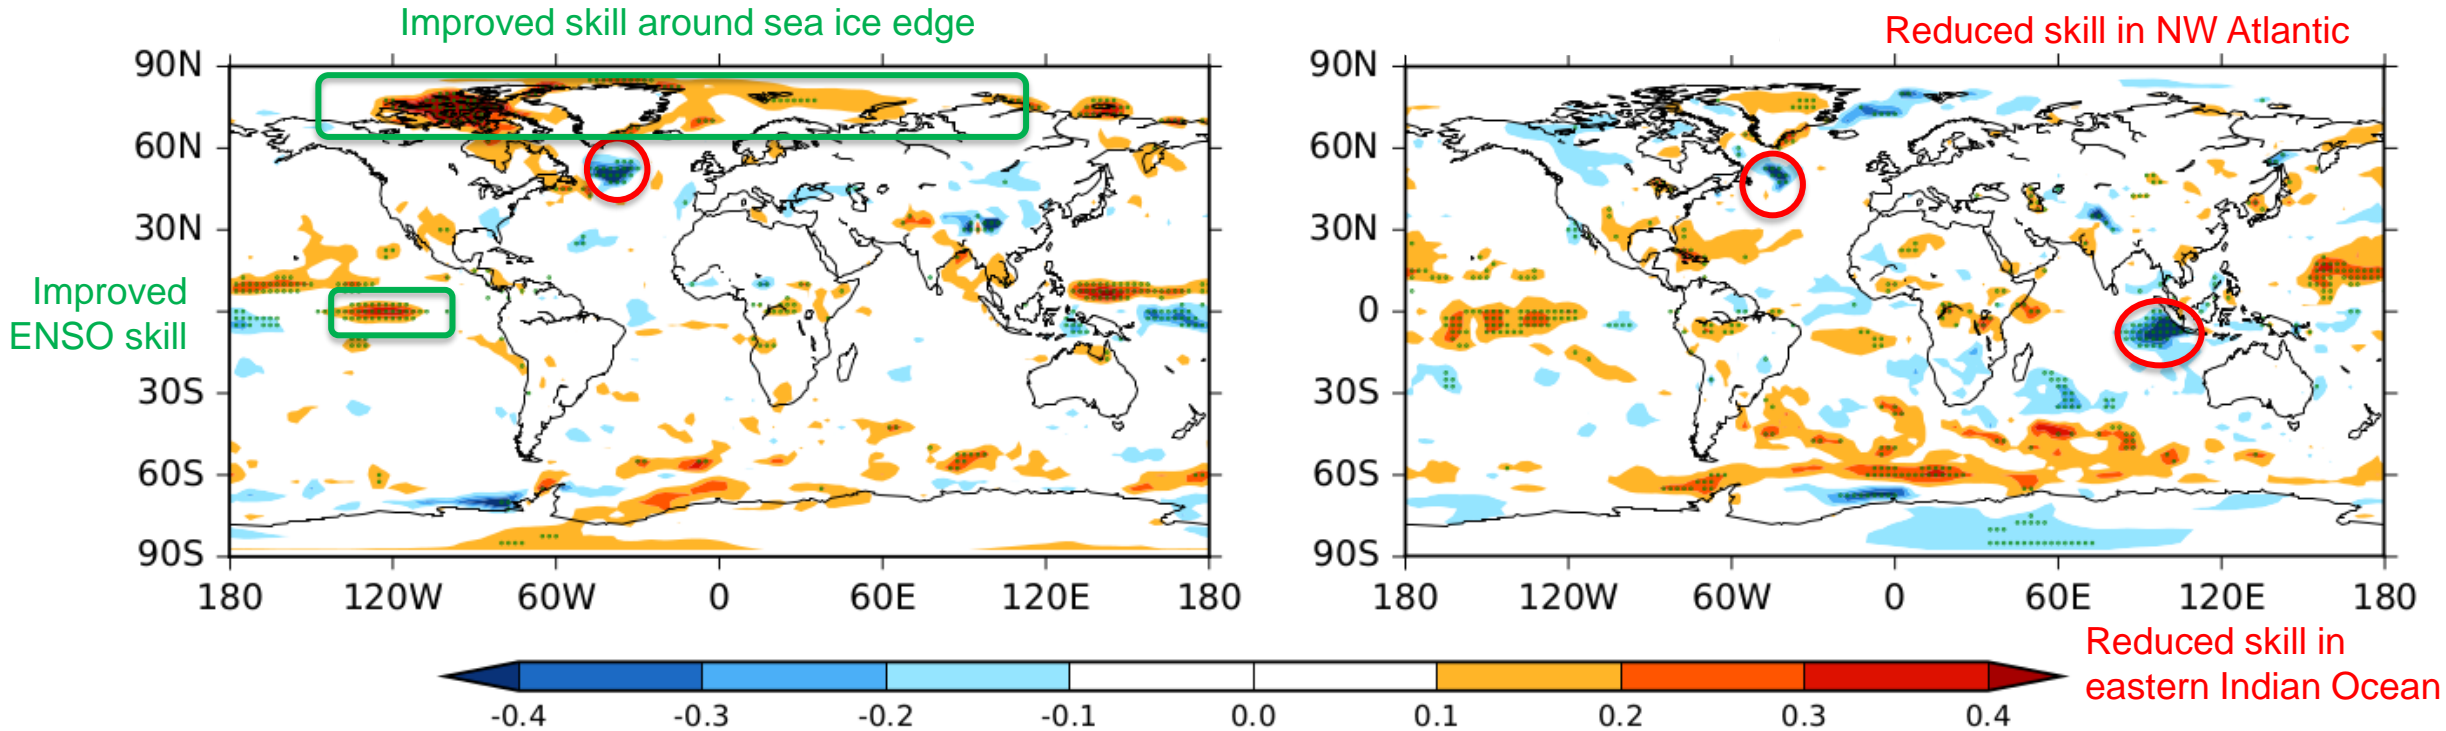 Improved skill around sea ice edge
Reduced skill in NW Atlantic
90N
60N
30N
0
30S
60S
90S
Improved
ENSO skill
180 120W 60W 0 60E 120E 180
90N
60N
30N
0
30S
60S
90S
180 120W 60W 0 60E 120E 180
Reduced skill in
eastern Indian Ocean
-0.4 -0.3 -0.2 -0.1 0.0 0.1 0.2 0.3 0.4